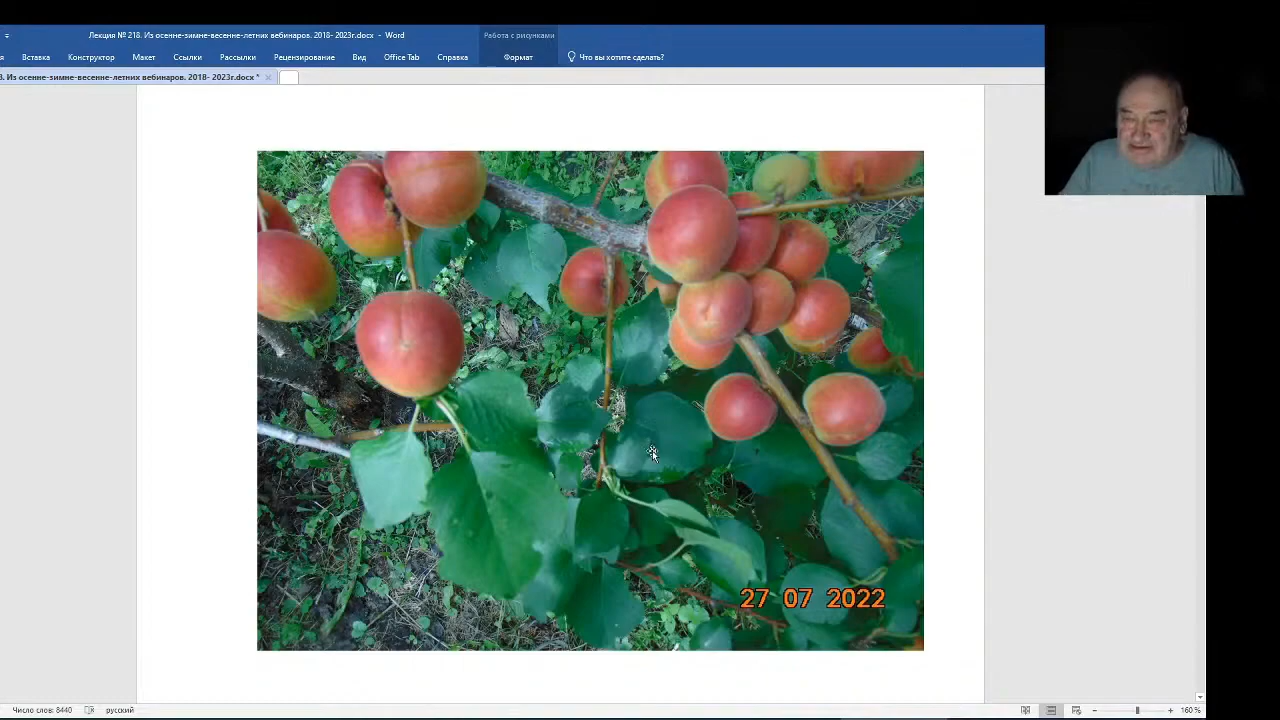 Лекция № 218. Из осенне-зимне-весенне-летних вебинаров. 2018- 2023г.docx - Word
Работа с рисунками
Вставка Конструктор Макет Ссылки Рассылки Рецензирование Вид Office Tab Справка Формат Что вы хотите сделать?
8. Из осенне-зимне-весенне-летних вебинаров. 2018- 2023г.docx *
27 07 2022
Число слов: 8440 русский 160 %